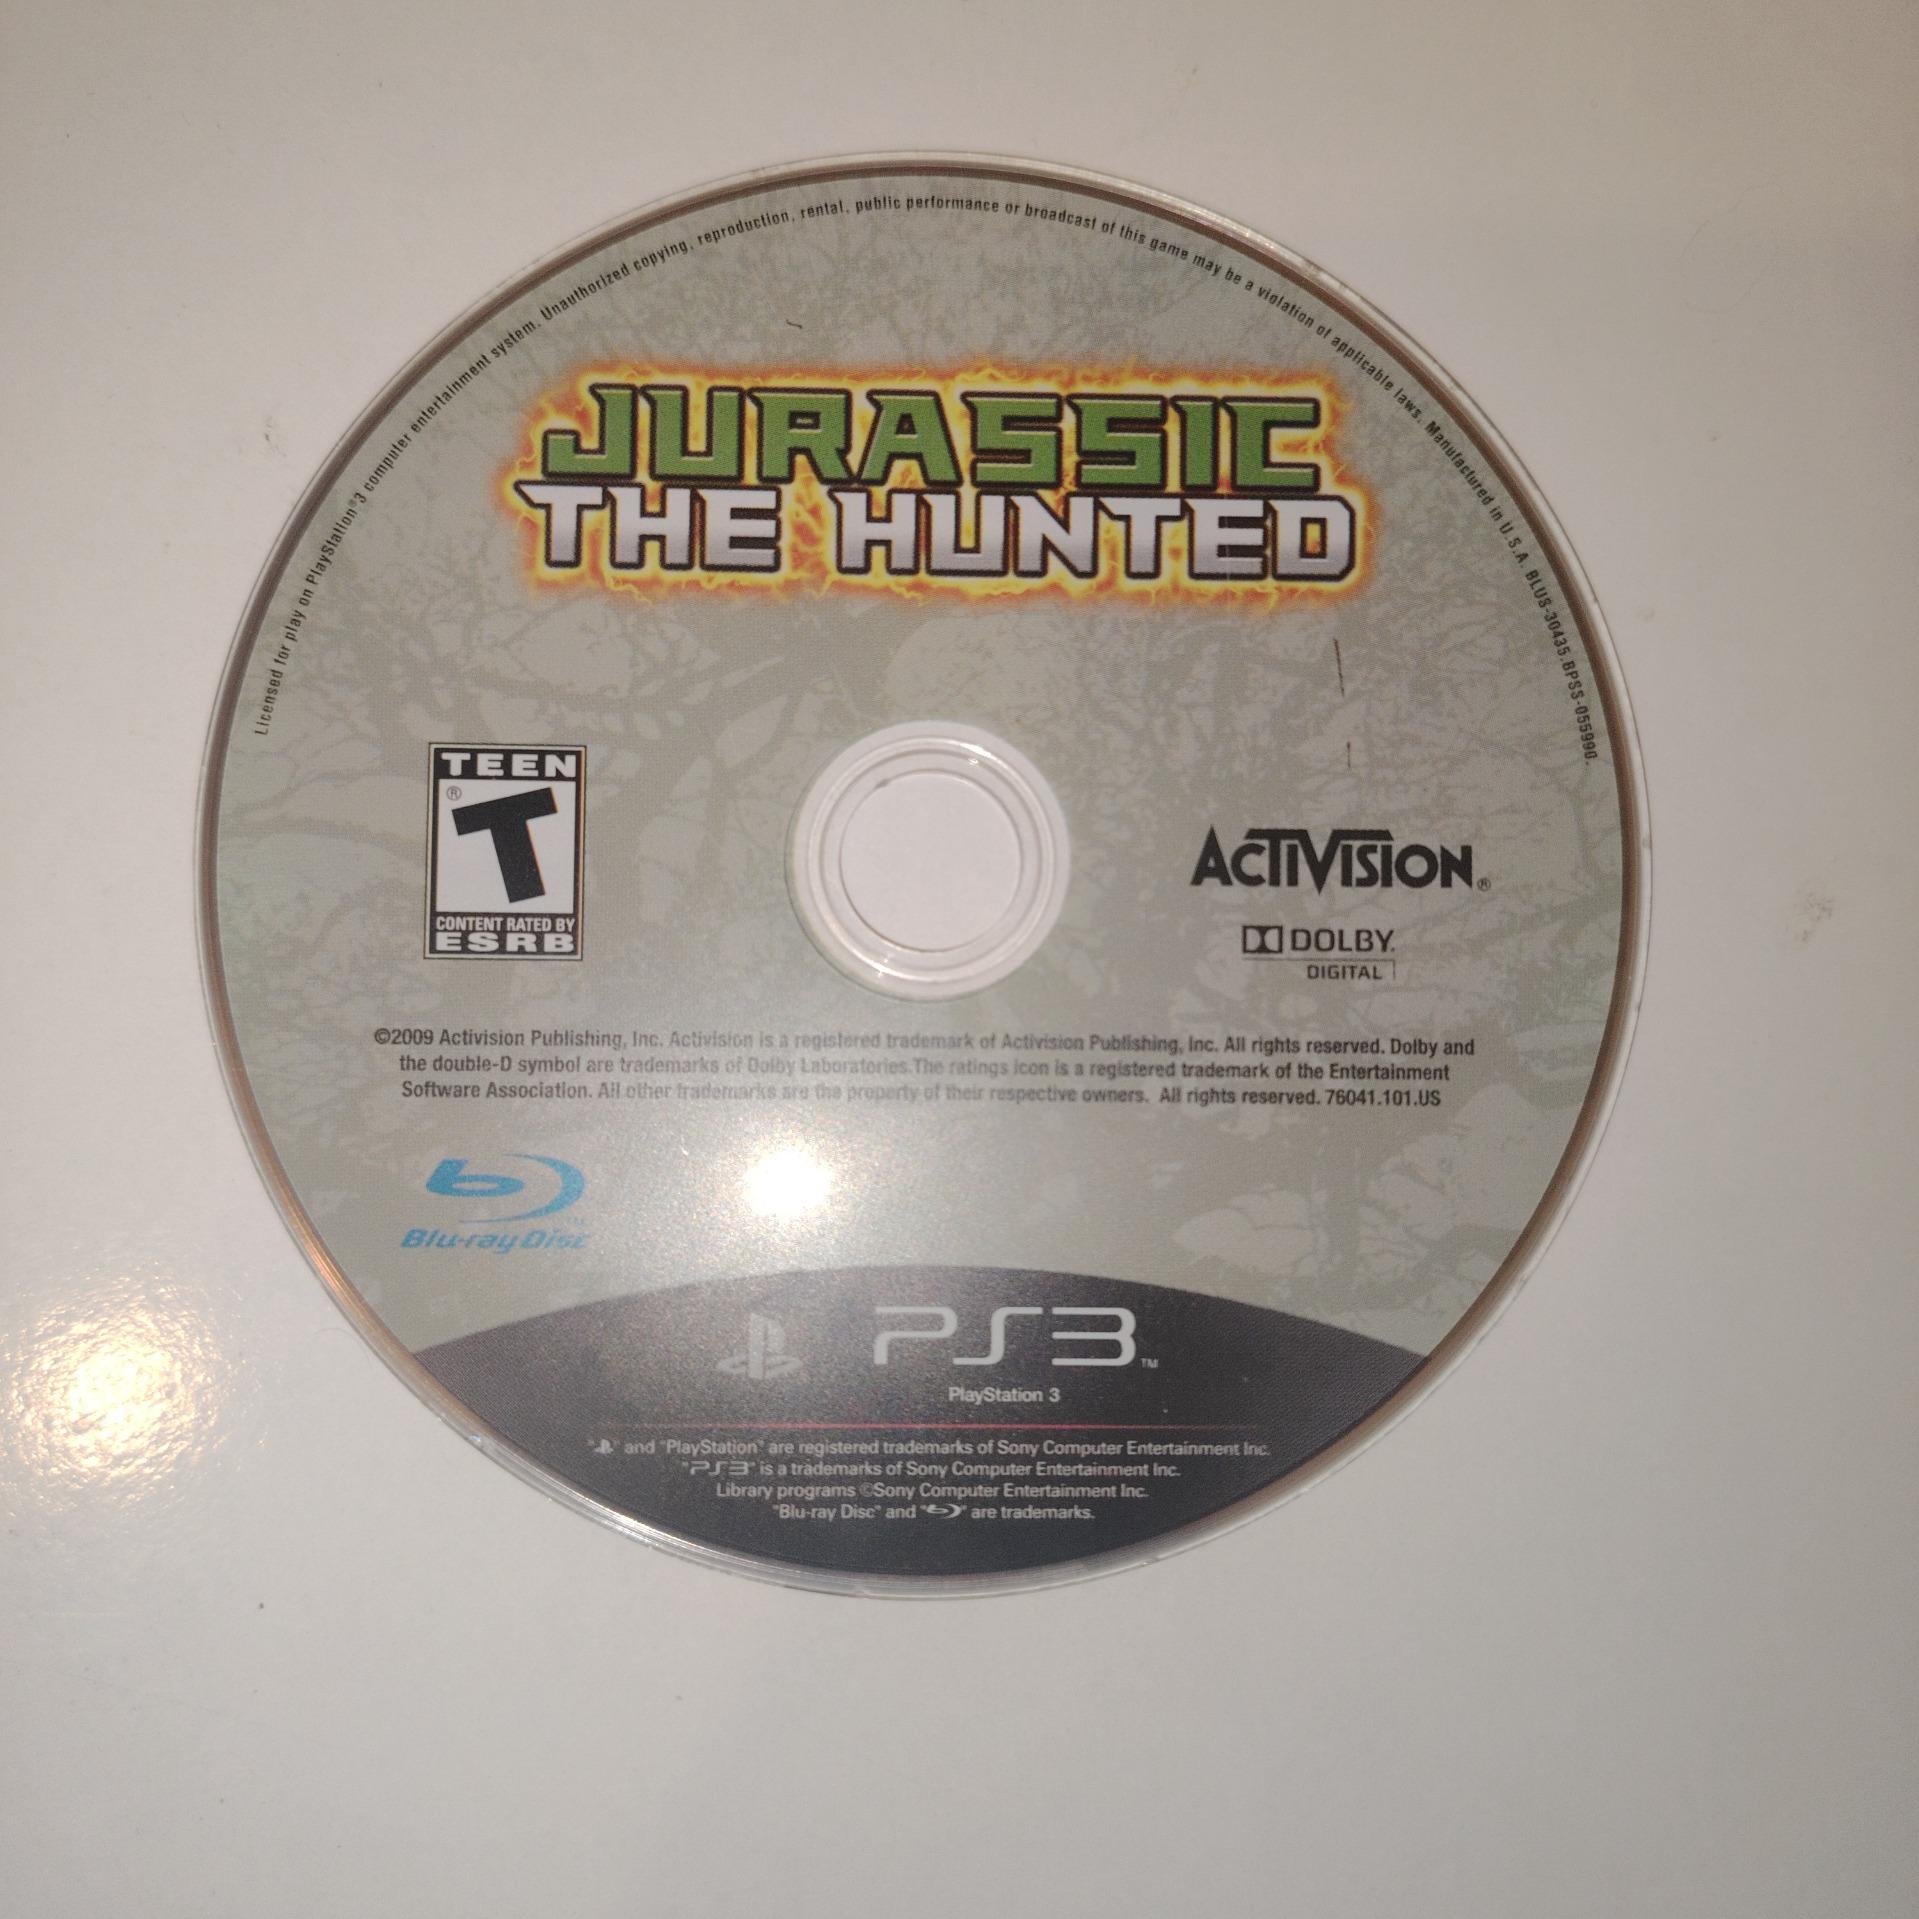 Licensed for play on PlayStation®3 computer entertainment system. Unauthorized copying, reproduction, rental, public performance or broadcast of this game may be a violation of applicable laws. Manufactured in U.S.A. BLUS-30435 BPSS-055990.
JURASSIC
THE HUNTED
TEEN
T®
CONTENT RATED BY
ESRB
ACTIVISION®
DOLBY
DIGITAL
©2009 Activision Publishing, Inc. Activision is a registered trademark of Activision Publishing, Inc. All rights reserved. Dolby and
the double-D symbol are trademarks of Dolby Laboratories.The ratings icon is a registered trademark of the Entertainment
Software Association. All other trademarks are the property of their respective owners. All rights reserved. 76041.101.US
Blu-ray Disc
PS3™
PlayStation 3
"" and "PlayStation" are registered trademarks of Sony Computer Entertainment Inc.
"PS3" is a trademarks of Sony Computer Entertainment Inc.
Library programs ©Sony Computer Entertainment Inc.
"Blu-ray Disc" and "" are trademarks.